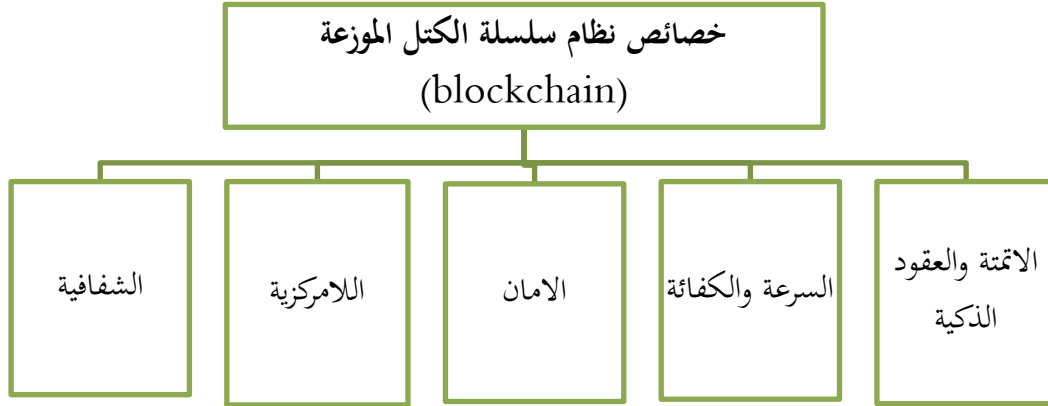 خصائص نظام سلسلة الكتل الموزعة
(blockchain)
الاتمتة والعقود
الذكية
السرعة والكفائة
الامان
اللامركزية
الشفافية